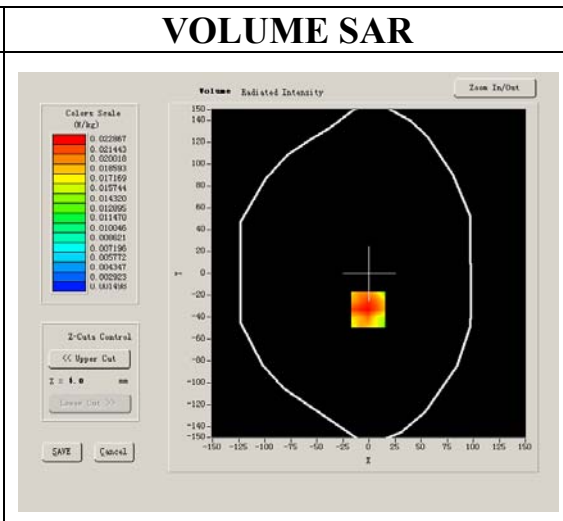 VOLUME SAR
Volume Radiated Intensity
Zoom In/Out
Colors Scale
(W/kg)
0.022867
0.021443
0.020018
0.018593
0.017169
0.015744
0.014320
0.012895
0.011470
0.010046
0.008621
0.007196
0.005772
0.004347
0.002923
0.001498
150
140
120
100
80
60
40
20
0
-20
-40
-60
-80
-100
-120
-140
-150
Y
-150 -125 -100 -75 -50 -25 0 25 50 75 100 125 150
X
Z-Cuts Control
<< Upper Cut
Z = 4.0 mm
Lower Cut >>
SAVE
Cancel